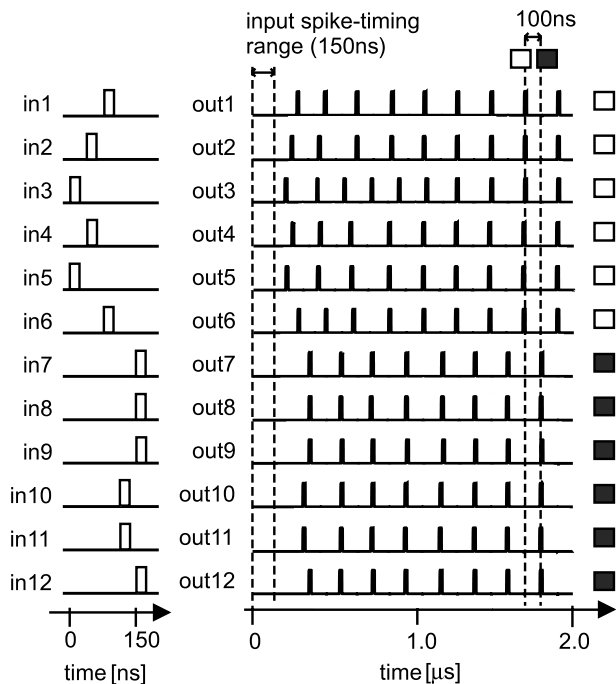 input spike-timing
range (150ns)
100ns
in1
out1
in2
out2
in3
out3
in4
out4
in5
out5
in6
out6
in7
out7
in8
out8
in9
out9
in10
out10
in11
out11
in12
out12
0
150
0
1.0
2.0
time [ns]
time [μs]